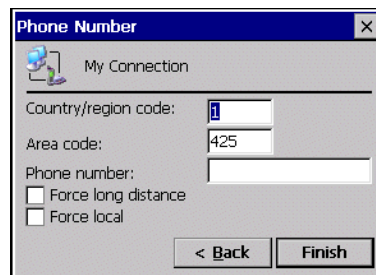 Phone Number
My Connection
Country/region code: 1
Area code: 425
Phone number:
Force long distance
Force local
< Back Finish